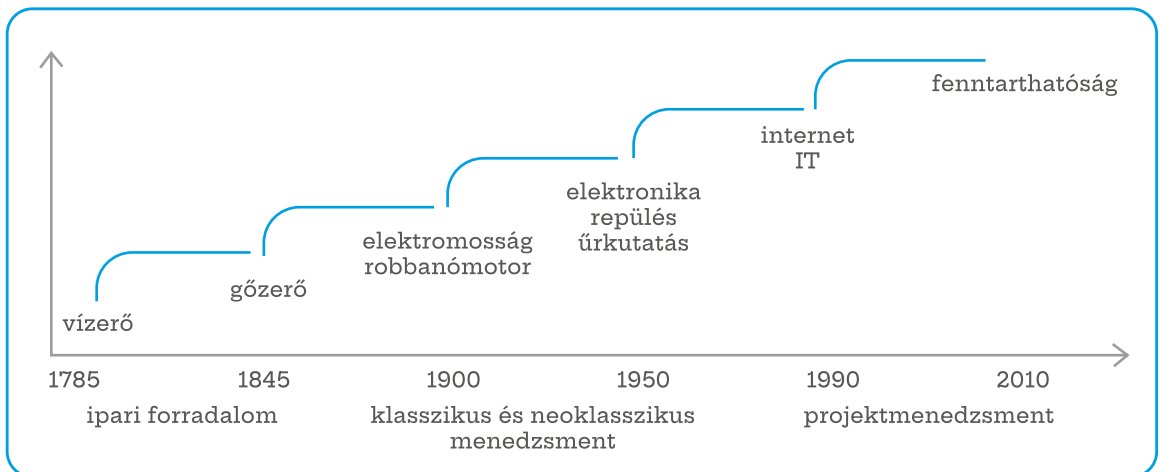 fenntarthatóság
internet
IT
elektronika
repülés
űrkutatás
elektromosság
robbanómotor
gőzerő
vízerő
1785 1845 1900 1950 1990 2010
ipari forradalom klasszikus és neoklasszikus projektmenedzsment
menedzsment